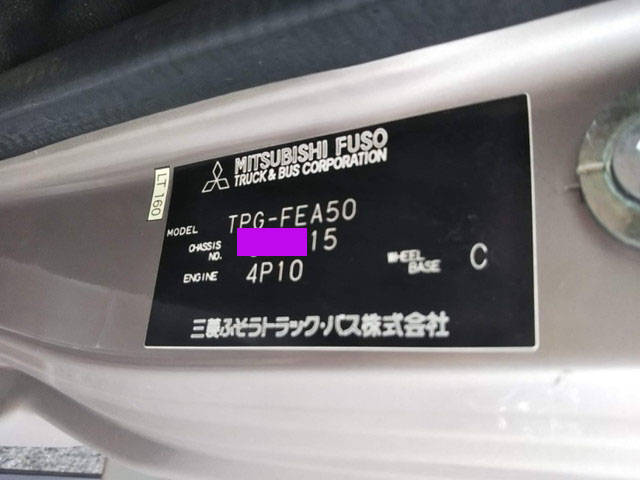 LT 160
MITSUBISHI FUSO
TRUCK & BUS CORPORATION
MODEL TPG-FEA50
CHASSIS NO. 15
ENGINE 4P10
WHEEL BASE C
三菱ふそうトラック・バス株式会社